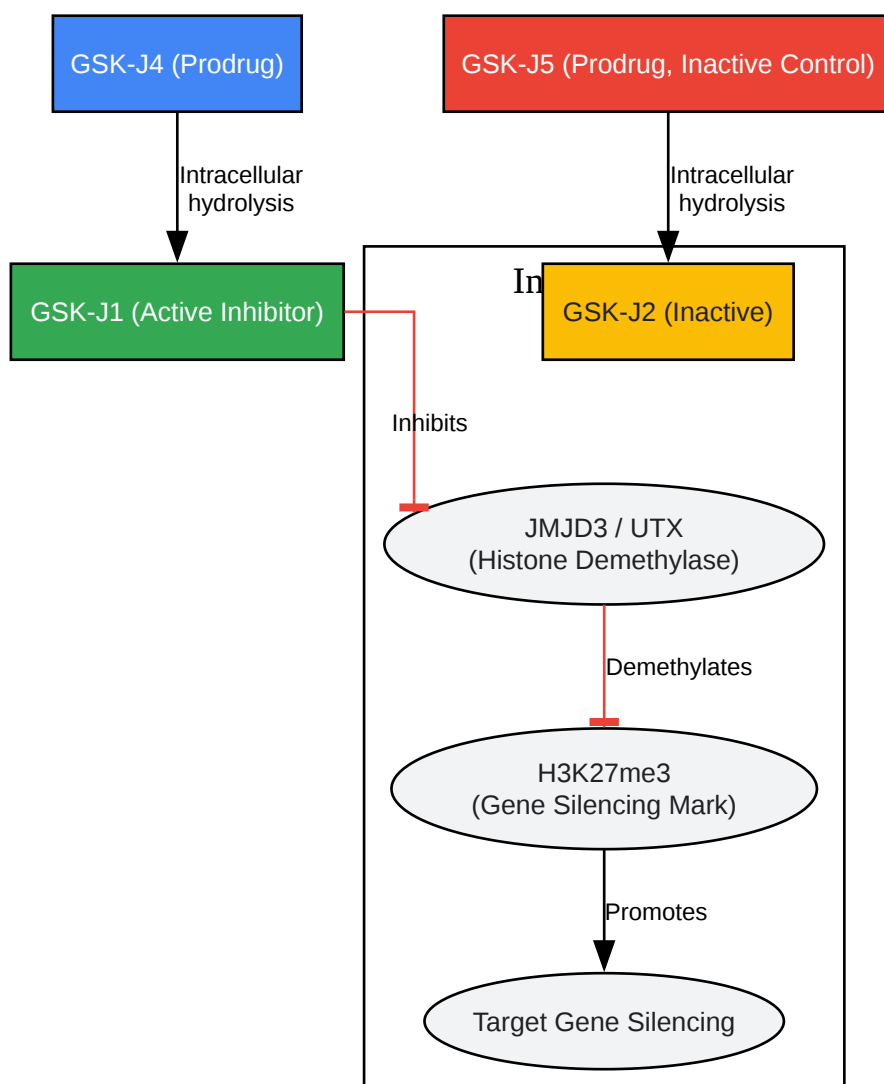 GSK-J4 (Prodrug)
GSK-J5 (Prodrug, Inactive Control)
Intracellular
hydrolysis
Intracellular
hydrolysis
GSK-J1 (Active Inhibitor)
GSK-J2 (Inactive)
Inhibits
JMJD3 / UTX
(Histone Demethylase)
Demethylates
H3K27me3
(Gene Silencing Mark)
Promotes
Target Gene Silencing